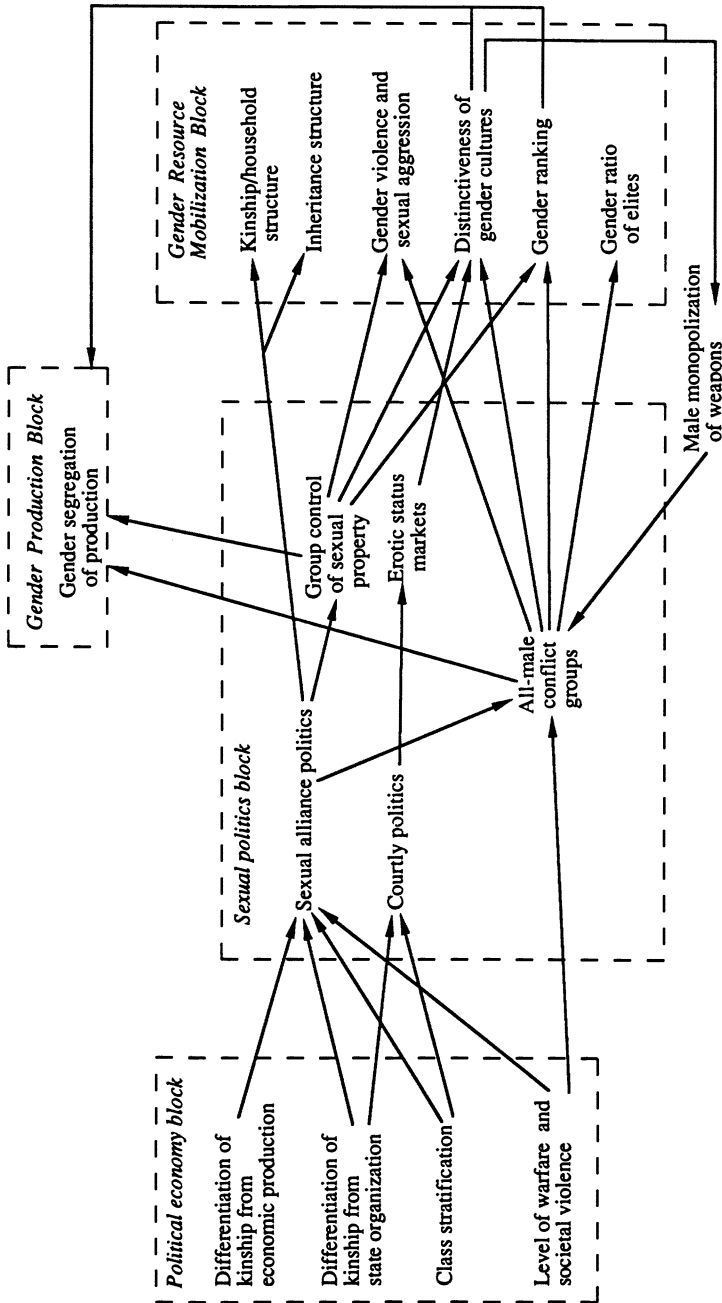 Political economy block
Differentiation of
kinship from
economic production
Differentiation of
kinship from
state organization
Class stratification
Level of warfare and
societal violence
Sexual politics block
Sexual alliance politics
Courtly politics
Group control
of sexual
property
Erotic status
markets
All-male
conflict
groups
Gender Production Block
Gender segregation
of production
Gender Resource
Mobilization Block
Kinship/household
structure
Inheritance structure
Gender violence and
sexual aggression
Distinctiveness of
gender cultures
Gender ranking
Gender ratio
of elites
Male monopolization
of weapons